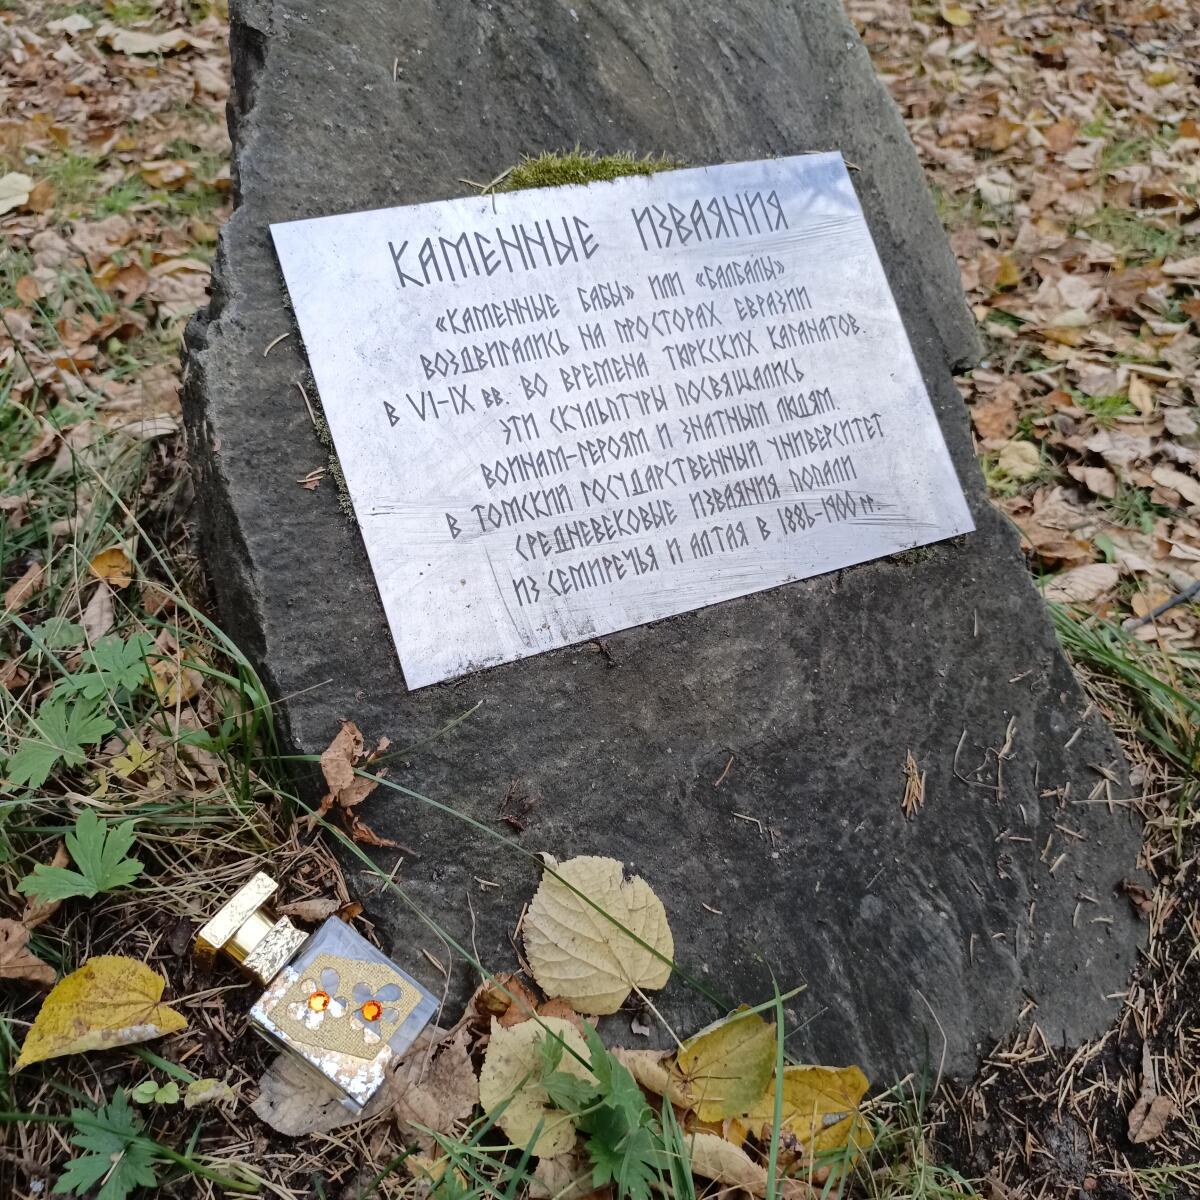 КАМЕННЫЕ ИЗВАЯНИЯ
«КАМЕННЫЕ БАБЫ» ИЛИ «БАЛБАЛЫ»
ВОЗДВИГАЛИСЬ НА ПРОСТОРАХ ЕВРАЗИИ
В VI-IX вв. ВО ВРЕМЕНА ТЮРКСКИХ КАГАНАТОВ.
ЭТИ СКУЛЬПТУРЫ ПОСВЯЩАЛИСЬ
ВОИНАМ-ГЕРОЯМ И ЗНАТНЫМ ЛЮДЯМ.
В ТОМСКИЙ ГОСУДАРСТВЕННЫЙ УНИВЕРСИТЕТ
СРЕДНЕВЕКОВЫЕ ИЗВАЯНИЯ ПОПАЛИ
ИЗ СЕМИРЕЧЬЯ И АЛТАЯ В 1886-1900 гг.